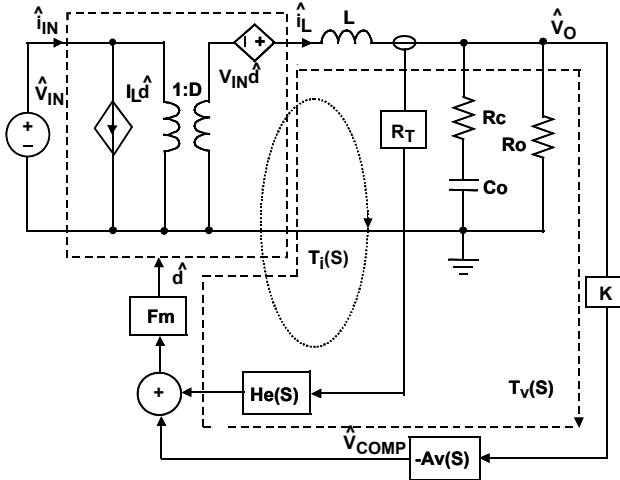 î_IN
î_L
L
V̂_O
V̂_IN
+
−
I_L d̂
1:D
+
V_IN d̂
R_T
Rc
Ro
Co
T_i(S)
d̂
K
Fm
+
He(S)
T_v(S)
V̂_COMP
-Av(S)